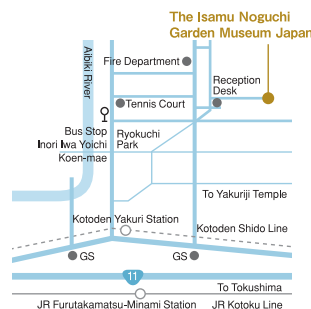 The Isamu Noguchi
Garden Museum Japan
Aibiki River
Fire Department
Reception
Desk
Tennis Court
Bus Stop
Inori Iwa Yoichi
Koen-mae
Ryokuchi
Park
To Yakuriji Temple
Kotoden Yakuri Station
Kotoden Shido Line
GS
GS
11
To Tokushima
JR Furutakamatsu-Minami Station
JR Kotoku Line